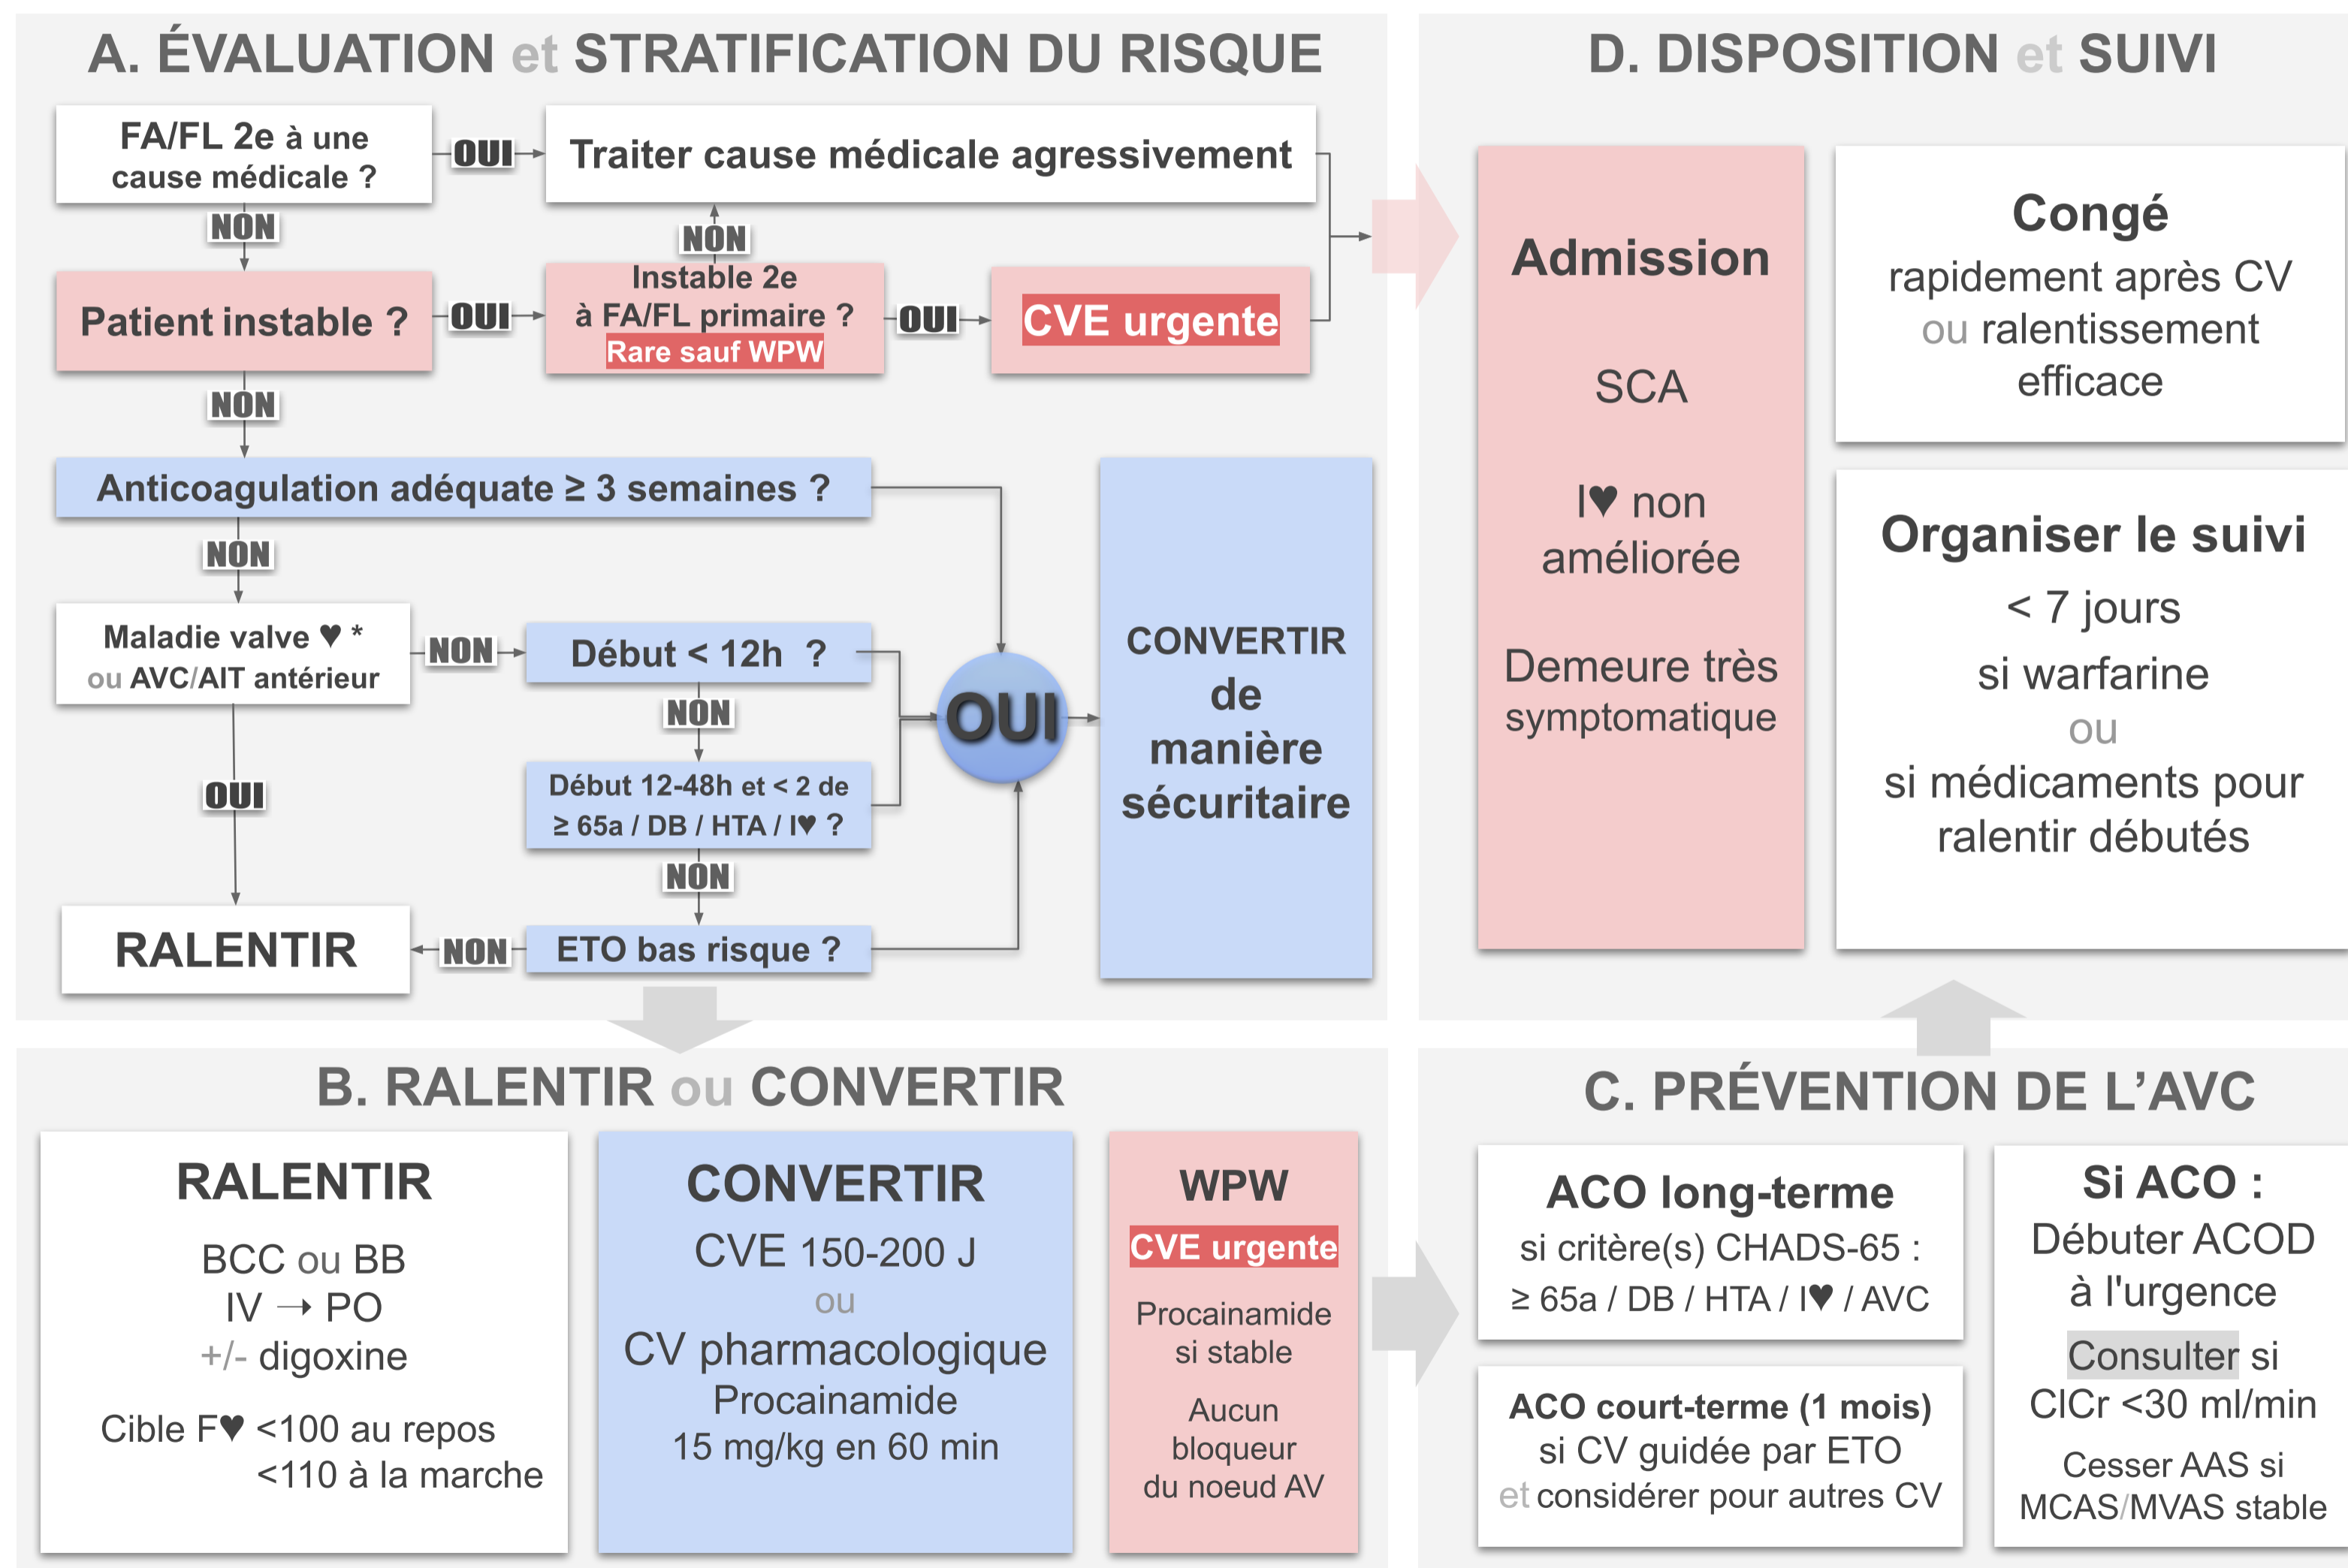 A. ÉVALUATION et STRATIFICATION DU RISQUE
FA/FL 2e à une
cause médicale ?
OUI
Traiter cause médicale agressivement
NON
NON
Patient instable ?
OUI
Instable 2e
à FA/FL primaire ?
Rare sauf WPW
OUI
CVE urgente
NON
Anticoagulation adéquate ≥ 3 semaines ?
NON
Maladie valve ♥ *
ou AVC/AIT antérieur
NON
Début < 12h ?
NON
OUI
Début 12-48h et < 2 de
≥ 65a / DB / HTA / I♥ ?
OUI
NON
ETO bas risque ?
NON
RALENTIR
CONVERTIR
de
manière
sécuritaire
B. RALENTIR ou CONVERTIR
RALENTIR
BCC ou BB
IV → PO
+/- digoxine
Cible F♥ <100 au repos
<110 à la marche
CONVERTIR
CVE 150-200 J
ou
CV pharmacologique
Procainamide
15 mg/kg en 60 min
WPW
CVE urgente
Procainamide
si stable
Aucun
bloqueur
du noeud AV
C. PRÉVENTION DE L'AVC
ACO long-terme
si critère(s) CHADS-65 :
≥ 65a / DB / HTA / I♥ / AVC
ACO court-terme (1 mois)
si CV guidée par ETO
et considérer pour autres CV
Si ACO :
Débuter ACOD
à l'urgence
Consulter si
ClCr <30 ml/min
Cesser AAS si
MCAS/MVAS stable
D. DISPOSITION et SUIVI
Admission
SCA
I♥ non
améliorée
Demeure très
symptomatique
Congé
rapidement après CV
ou ralentissement
efficace
Organiser le suivi
< 7 jours
si warfarine
ou
si médicaments pour
ralentir débutés